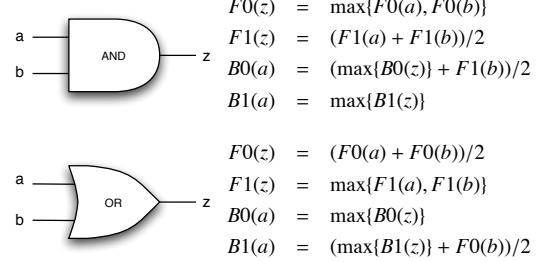 F0(z) = max{F0(a), F0(b)}
a
AND
z
F1(z) = (F1(a) + F1(b))/2
b
B0(a) = (max{B0(z)} + F1(b))/2
B1(a) = max{B1(z)}
F0(z) = (F0(a) + F0(b))/2
a
OR
z
F1(z) = max{F1(a), F1(b)}
b
B0(a) = max{B0(z)}
B1(a) = (max{B1(z)} + F0(b))/2